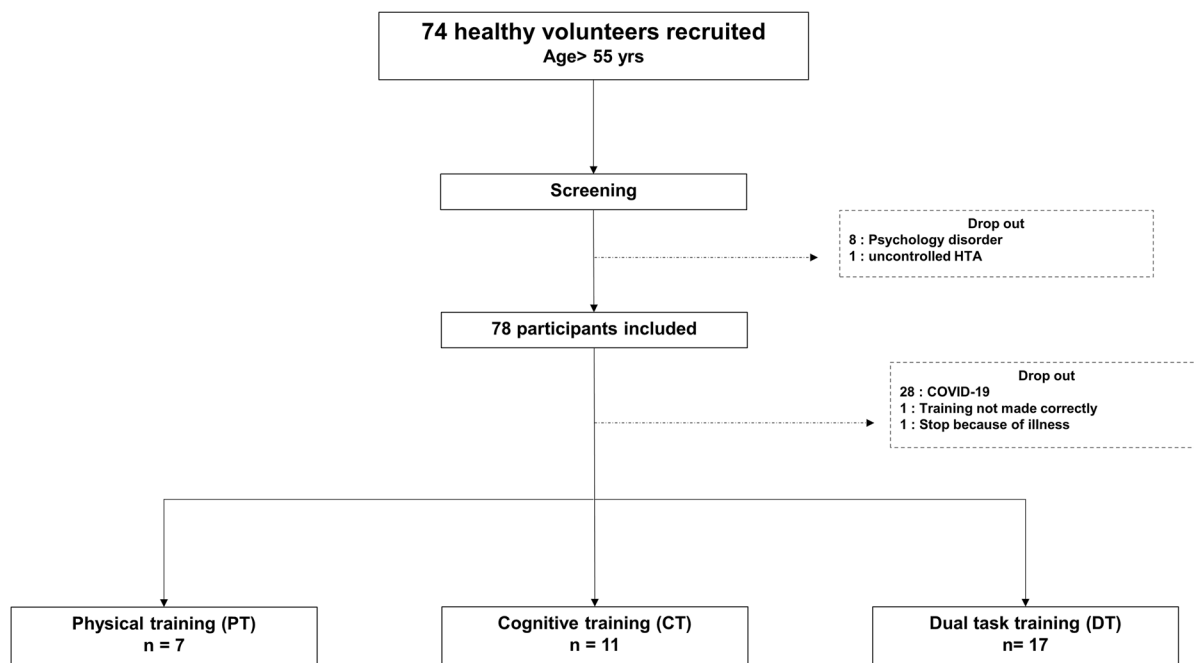 74 healthy volunteers recruited
Age> 55 yrs
Screening
Drop out
8 : Psychology disorder
1 : uncontrolled HTA
78 participants included
Drop out
28 : COVID-19
1 : Training not made correctly
1 : Stop because of illness
Physical training (PT)
n = 7
Cognitive training (CT)
n = 11
Dual task training (DT)
n= 17